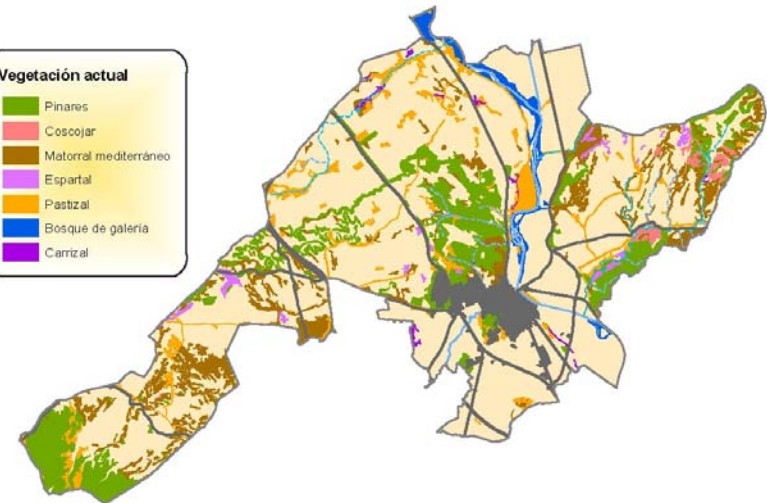 Vegetación actual
Pinares
Coscojar
Matorral mediterráneo
Espartal
Pastizal
Bosque de galería
Carrizal